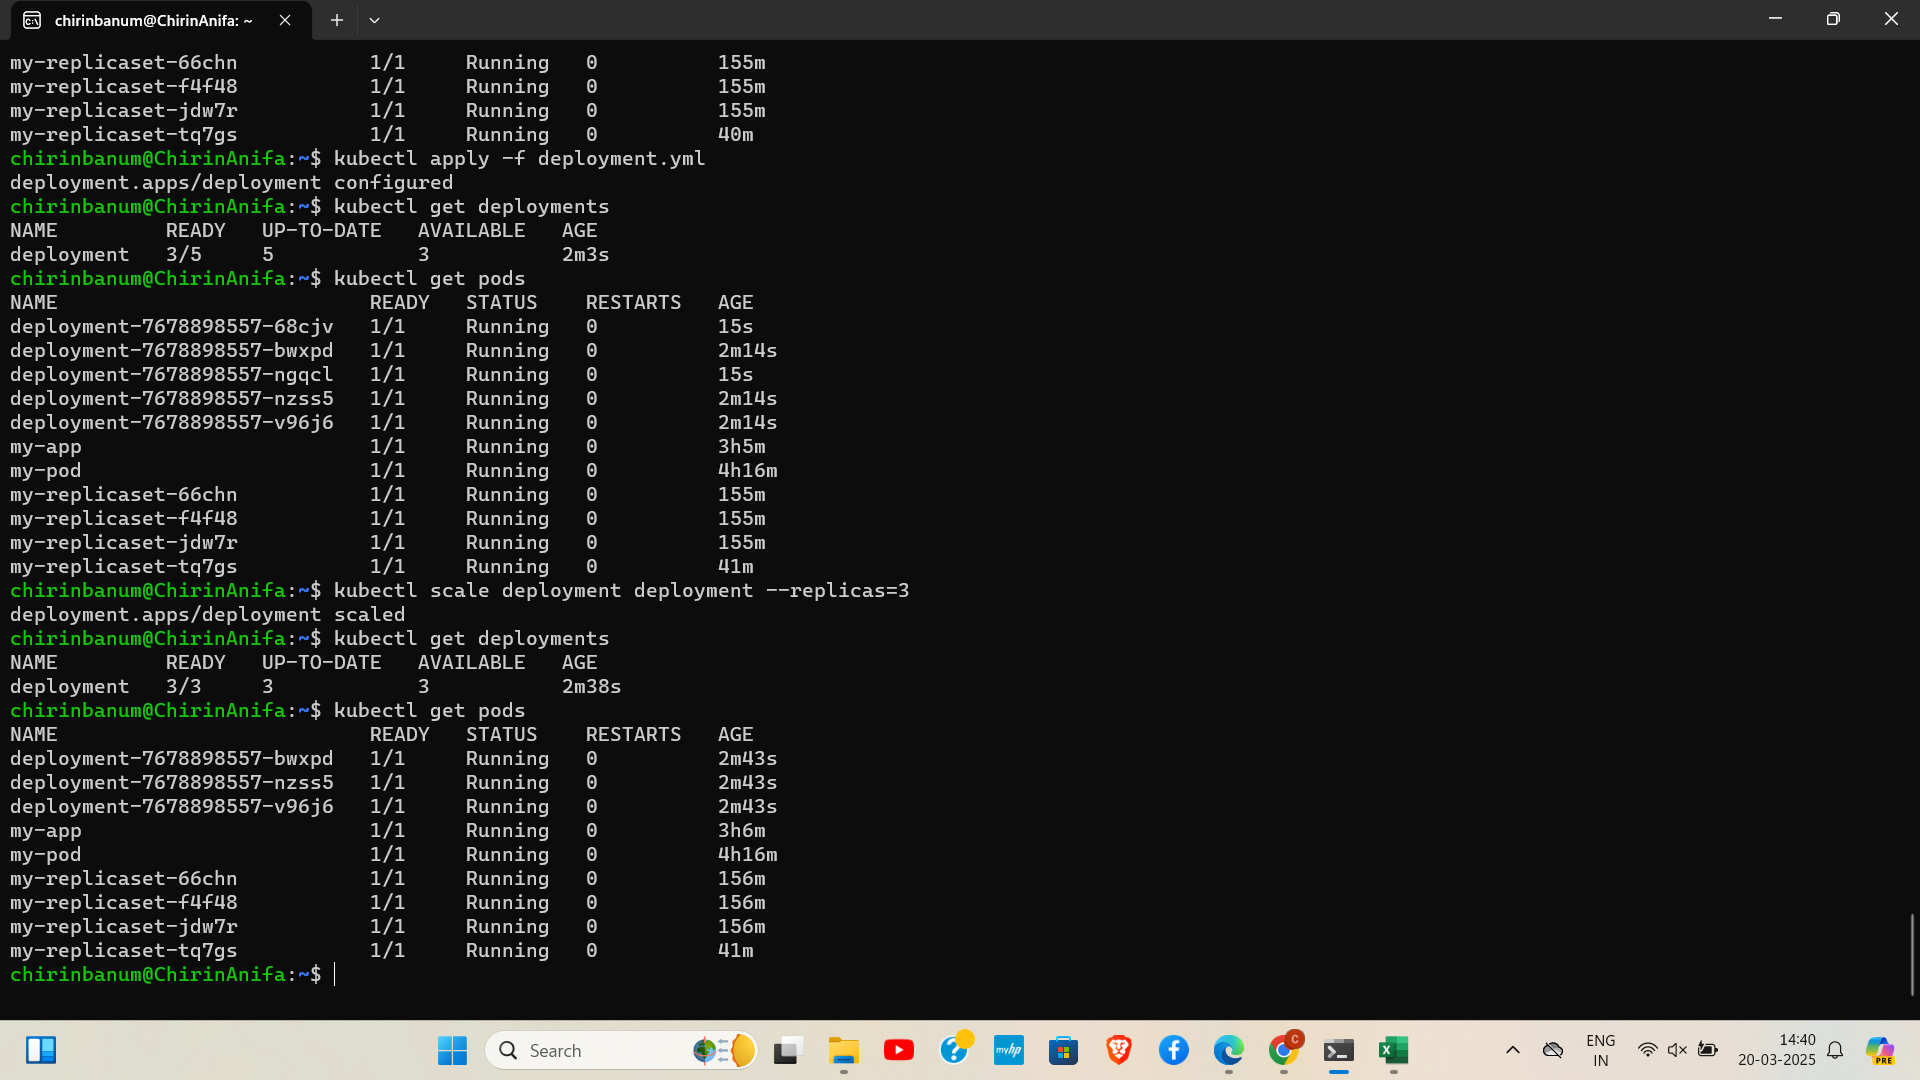 chirinbanum@ChirinAnifa: ~
my-replicaset-66chn 1/1 Running 0 155m
my-replicaset-f4f48 1/1 Running 0 155m
my-replicaset-jdw7r 1/1 Running 0 155m
my-replicaset-tq7gs 1/1 Running 0 40m
chirinbanum@ChirinAnifa:~$ kubectl apply -f deployment.yml
deployment.apps/deployment configured
chirinbanum@ChirinAnifa:~$ kubectl get deployments
NAME READY UP-TO-DATE AVAILABLE AGE
deployment 3/5 5 3 2m3s
chirinbanum@ChirinAnifa:~$ kubectl get pods
NAME READY STATUS RESTARTS AGE
deployment-7678898557-68cjv 1/1 Running 0 15s
deployment-7678898557-bwxpd 1/1 Running 0 2m14s
deployment-7678898557-ngqcl 1/1 Running 0 15s
deployment-7678898557-nzss5 1/1 Running 0 2m14s
deployment-7678898557-v96j6 1/1 Running 0 2m14s
my-app 1/1 Running 0 3h5m
my-pod 1/1 Running 0 4h16m
my-replicaset-66chn 1/1 Running 0 155m
my-replicaset-f4f48 1/1 Running 0 155m
my-replicaset-jdw7r 1/1 Running 0 155m
my-replicaset-tq7gs 1/1 Running 0 41m
chirinbanum@ChirinAnifa:~$ kubectl scale deployment deployment --replicas=3
deployment.apps/deployment scaled
chirinbanum@ChirinAnifa:~$ kubectl get deployments
NAME READY UP-TO-DATE AVAILABLE AGE
deployment 3/3 3 3 2m38s
chirinbanum@ChirinAnifa:~$ kubectl get pods
NAME READY STATUS RESTARTS AGE
deployment-7678898557-bwxpd 1/1 Running 0 2m43s
deployment-7678898557-nzss5 1/1 Running 0 2m43s
deployment-7678898557-v96j6 1/1 Running 0 2m43s
my-app 1/1 Running 0 3h6m
my-pod 1/1 Running 0 4h16m
my-replicaset-66chn 1/1 Running 0 156m
my-replicaset-f4f48 1/1 Running 0 156m
my-replicaset-jdw7r 1/1 Running 0 156m
my-replicaset-tq7gs 1/1 Running 0 41m
chirinbanum@ChirinAnifa:~$
Search
myhp
C
ENG
IN
14:40
20-03-2025
PRE